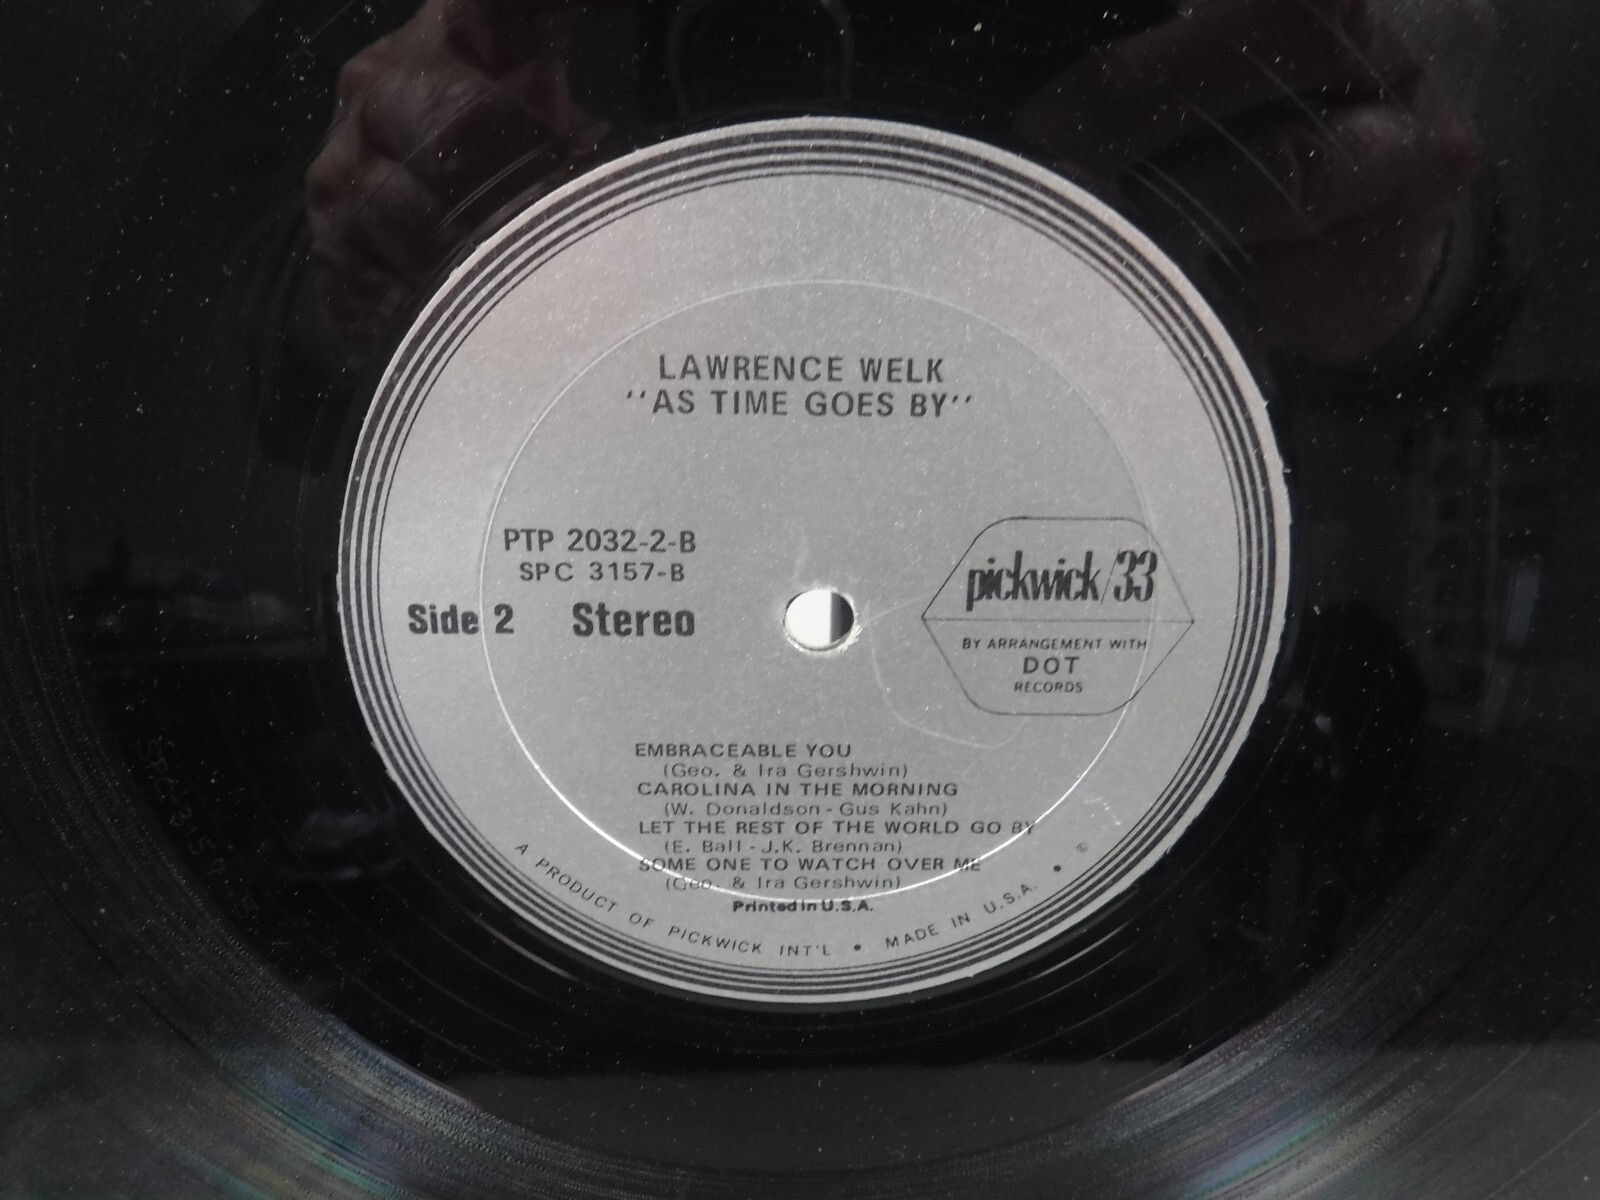 LAWRENCE WELK
"AS TIME GOES BY"
PTP 2032-2-B
SPC 3157-B
Side 2 Stereo
pickwick/33
BY ARRANGEMENT WITH
DOT
RECORDS
EMBRACEABLE YOU
(Geo. & Ira Gershwin)
CAROLINA IN THE MORNING
(W. Donaldson - Gus Kahn)
LET THE REST OF THE WORLD GO BY
(E. Ball - J.K. Brennan)
SOME ONE TO WATCH OVER ME
(Geo. & Ira Gershwin)
Printed in U.S.A.
A PRODUCT OF PICKWICK INT'L • MADE IN U.S.A. • ©